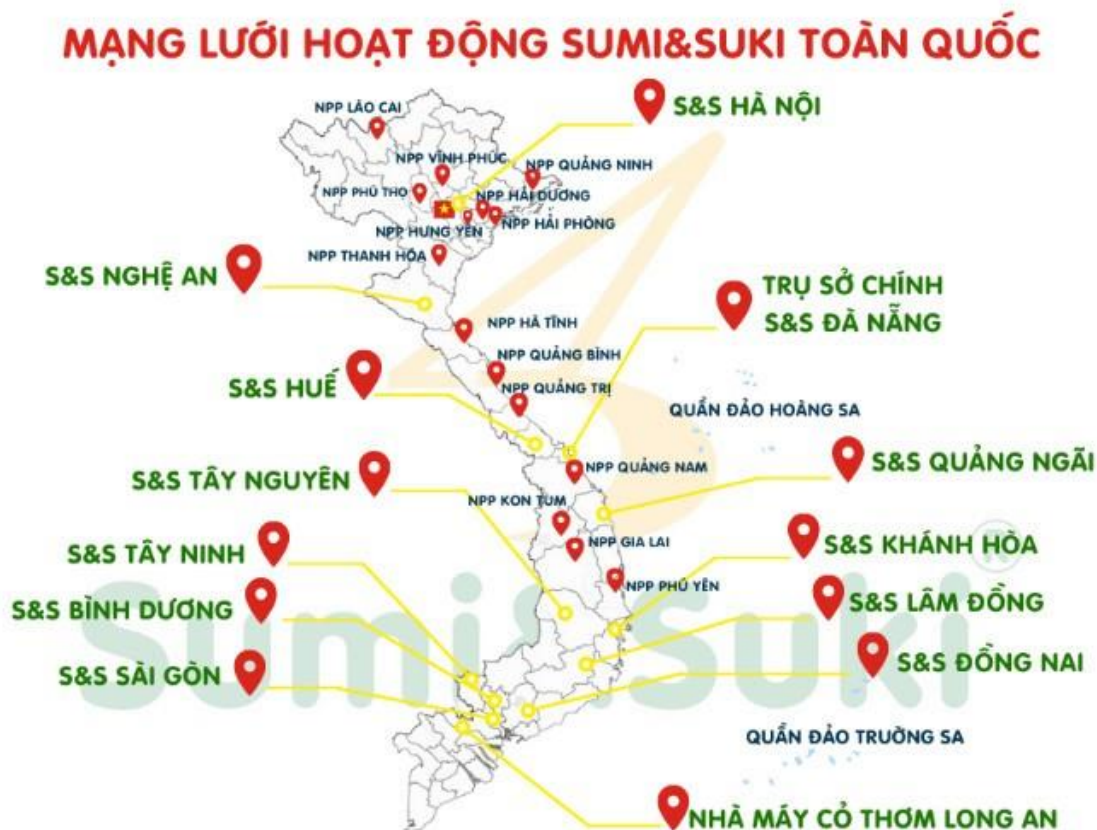 MẠNG LƯỚI HOẠT ĐỘNG SUMI&SUKI TOÀN QUỐC
NPP LÀO CAI
S&S HÀ NỘI
NPP VĨNH PHÚC
NPP QUẢNG NINH
NPP PHÚ THỌ
NPP HẢI DƯƠNG
NPP HẢI PHÒNG
NPP HƯNG YÊN
NPP THANH HÓA
S&S NGHỆ AN
TRỤ SỞ CHÍNH
S&S ĐÀ NẴNG
NPP HÀ TĨNH
NPP QUẢNG BÌNH
S&S HUẾ
NPP QUẢNG TRỊ
QUẦN ĐẢO HOÀNG SA
S&S TÂY NGUYÊN
NPP QUẢNG NAM
S&S QUẢNG NGÃI
NPP KON TUM
S&S TÂY NINH
NPP GIA LAI
S&S KHÁNH HÒA
NPP PHÚ YÊN
S&S BÌNH DƯƠNG
S&S LÂM ĐỒNG
Sumi&Suki
®
S&S SÀI GÒN
S&S ĐỒNG NAI
QUẦN ĐẢO TRƯỜNG SA
NHÀ MÁY CỎ THƠM LONG AN